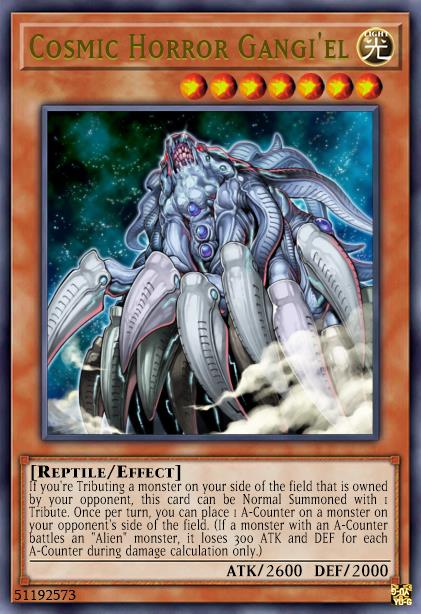 COSMIC HORROR GANGI'EL
LIGHT
光
[REPTILE/EFFECT]
If you're Tributing a monster on your side of the field that is owned
by your opponent, this card can be Normal Summoned with 1
Tribute. Once per turn, you can place 1 A-Counter on a monster on
your opponent's side of the field. (If a monster with an A-Counter
battles an "Alien" monster, it loses 300 ATK and DEF for each
A-Counter during damage calculation only.)
ATK/2600 DEF/2000
51192573